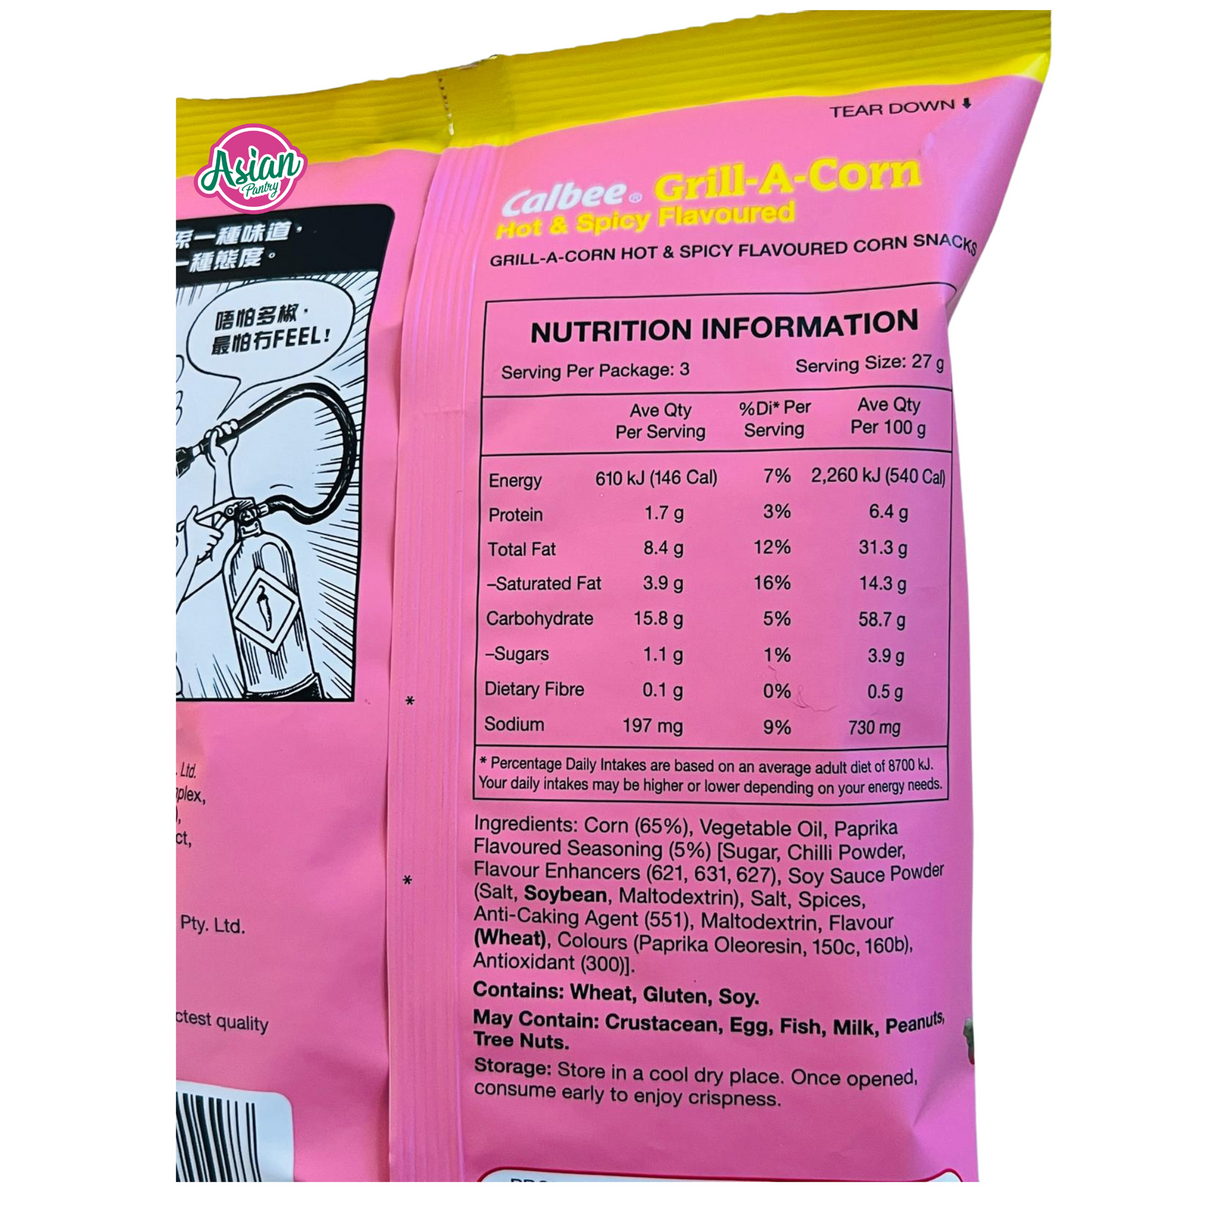 Asian
Pantry
一種味道，
一種態度。
唔怕多椒，
最怕冇FEEL!
. Ltd.
plex,
),
ct,
Pty. Ltd.
ctest quality
*
*
TEAR DOWN ⬇
Calbee® Grill-A-Corn
Hot & Spicy Flavoured
GRILL-A-CORN HOT & SPICY FLAVOURED CORN SNACKS
NUTRITION INFORMATION
Serving Per Package: 3 Serving Size: 27 g
Ave Qty %Di* Per Ave Qty
Per Serving Serving Per 100 g
Energy 610 kJ (146 Cal) 7% 2,260 kJ (540 Cal)
Protein 1.7 g 3% 6.4 g
Total Fat 8.4 g 12% 31.3 g
–Saturated Fat 3.9 g 16% 14.3 g
Carbohydrate 15.8 g 5% 58.7 g
–Sugars 1.1 g 1% 3.9 g
Dietary Fibre 0.1 g 0% 0.5 g
Sodium 197 mg 9% 730 mg
* Percentage Daily Intakes are based on an average adult diet of 8700 kJ.
Your daily intakes may be higher or lower depending on your energy needs.
Ingredients: Corn (65%), Vegetable Oil, Paprika
Flavoured Seasoning (5%) [Sugar, Chilli Powder,
Flavour Enhancers (621, 631, 627), Soy Sauce Powder
(Salt, Soybean, Maltodextrin), Salt, Spices,
Anti-Caking Agent (551), Maltodextrin, Flavour
(Wheat), Colours (Paprika Oleoresin, 150c, 160b),
Antioxidant (300)].
Contains: Wheat, Gluten, Soy.
May Contain: Crustacean, Egg, Fish, Milk, Peanuts,
Tree Nuts.
Storage: Store in a cool dry place. Once opened,
consume early to enjoy crispness.